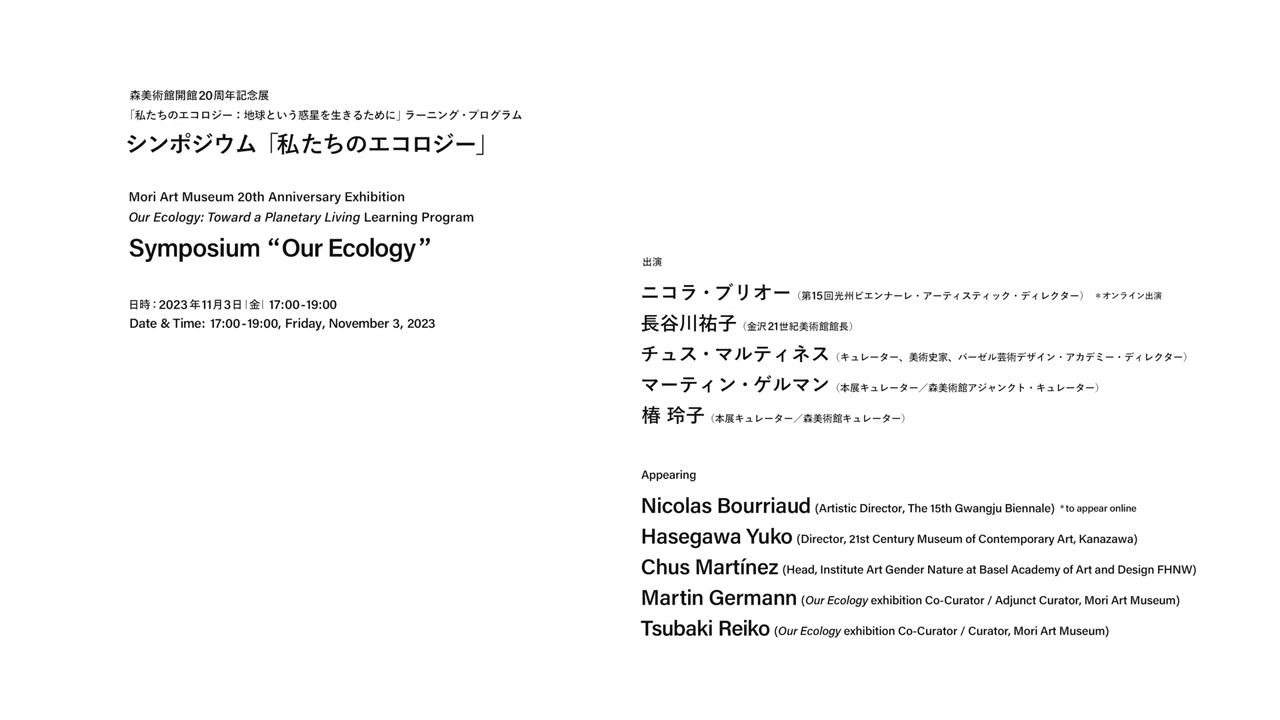 森美術館開館20周年記念展
「私たちのエコロジー：地球という惑星を生きるために」ラーニング・プログラム
シンポジウム「私たちのエコロジー」
Mori Art Museum 20th Anniversary Exhibition
Our Ecology: Toward a Planetary Living Learning Program
Symposium “Our Ecology”
日時：2023年11月3日｜金｜17:00-19:00
Date & Time: 17:00-19:00, Friday, November 3, 2023
出演
ニコラ・ブリオー（第15回光州ビエンナーレ・アーティスティック・ディレクター） ＊オンライン出演
長谷川祐子（金沢21世紀美術館館長）
チュス・マルティネス（キュレーター、美術史家、バーゼル芸術デザイン・アカデミー・ディレクター）
マーティン・ゲルマン（本展キュレーター／森美術館アジャンクト・キュレーター）
椿 玲子（本展キュレーター／森美術館キュレーター）
Appearing
Nicolas Bourriaud (Artistic Director, The 15th Gwangju Biennale) *to appear online
Hasegawa Yuko (Director, 21st Century Museum of Contemporary Art, Kanazawa)
Chus Martínez (Head, Institute Art Gender Nature at Basel Academy of Art and Design FHNW)
Martin Germann (Our Ecology exhibition Co-Curator / Adjunct Curator, Mori Art Museum)
Tsubaki Reiko (Our Ecology exhibition Co-Curator / Curator, Mori Art Museum)